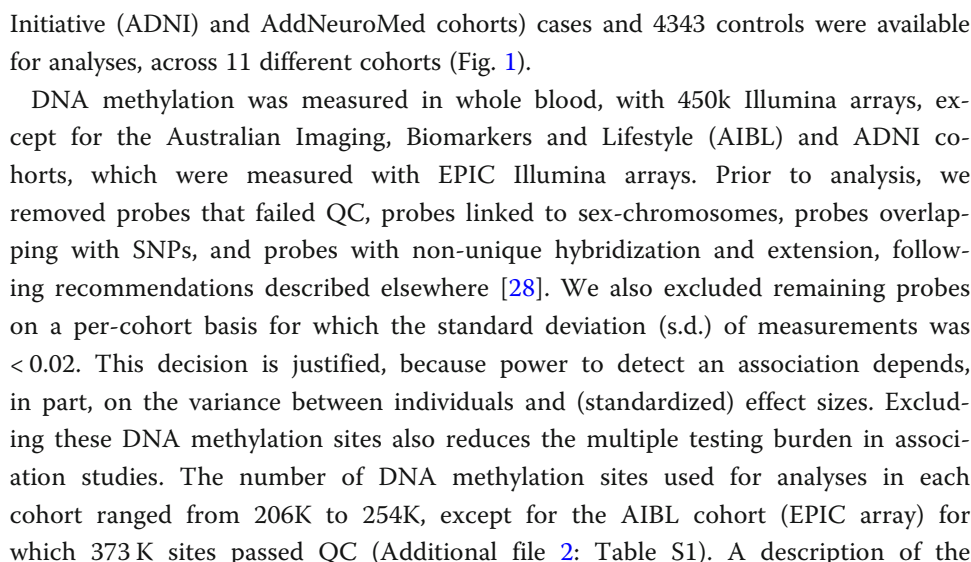 Initiative (ADNI) and AddNeuroMed cohorts) cases and 4343 controls were available
for analyses, across 11 different cohorts (Fig. 1).
DNA methylation was measured in whole blood, with 450k Illumina arrays, ex-
cept for the Australian Imaging, Biomarkers and Lifestyle (AIBL) and ADNI co-
horts, which were measured with EPIC Illumina arrays. Prior to analysis, we
removed probes that failed QC, probes linked to sex-chromosomes, probes overlap-
ping with SNPs, and probes with non-unique hybridization and extension, follow-
ing recommendations described elsewhere [28]. We also excluded remaining probes
on a per-cohort basis for which the standard deviation (s.d.) of measurements was
< 0.02. This decision is justified, because power to detect an association depends,
in part, on the variance between individuals and (standardized) effect sizes. Exclud-
ing these DNA methylation sites also reduces the multiple testing burden in associ-
ation studies. The number of DNA methylation sites used for analyses in each
cohort ranged from 206K to 254K, except for the AIBL cohort (EPIC array) for
which 373 K sites passed QC (Additional file 2: Table S1). A description of the